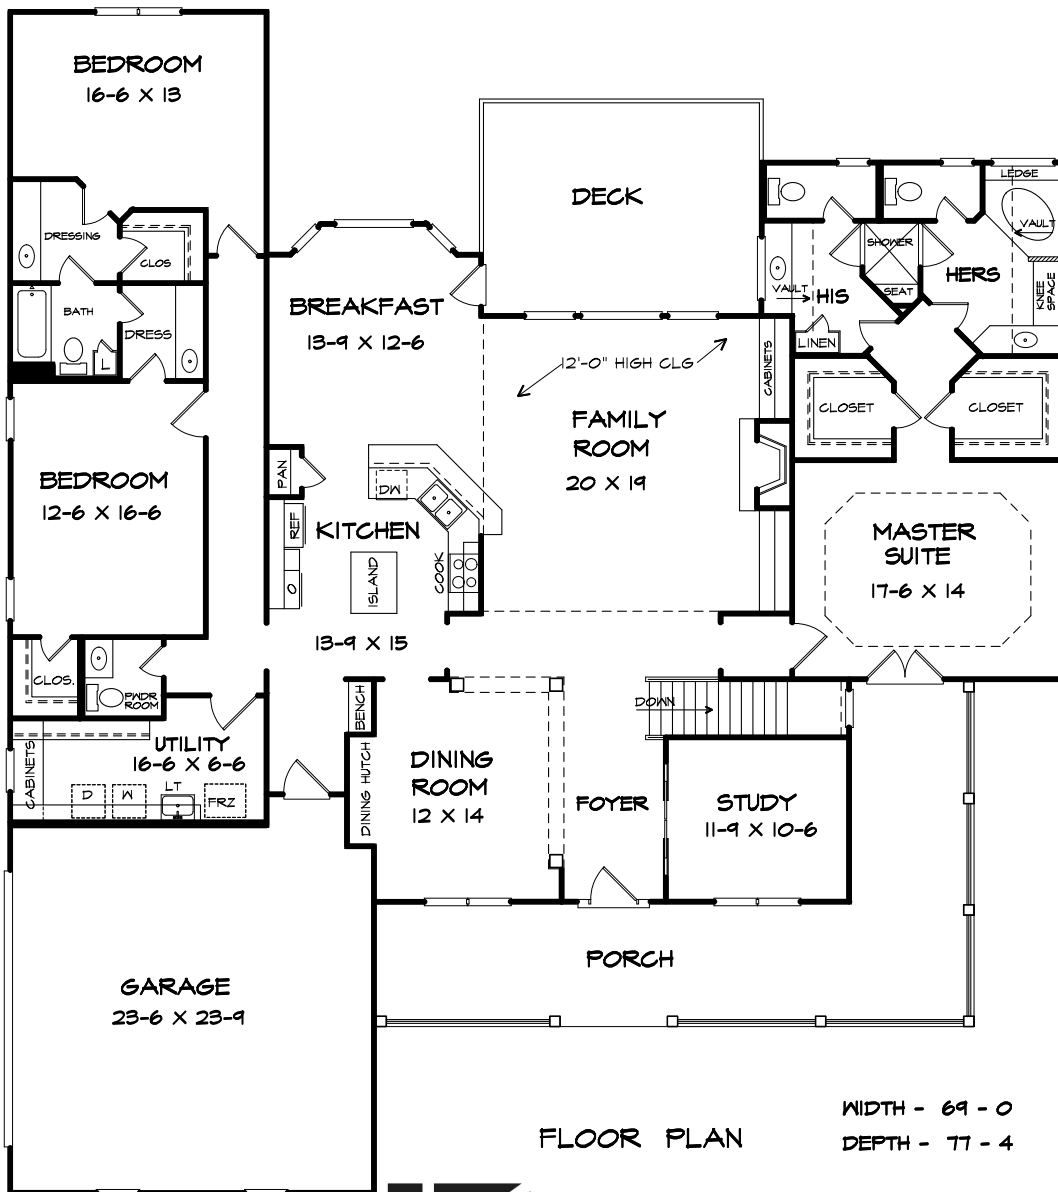 BEDROOM
16-6 X 13
DECK
LEDGE
VAULT
DRESSING
CLOS
SHOWER
SEAT
HERS
KNEE
SPACE
VAULT
HIS
LINEN
BATH
DRESS
L
BREAKFAST
13-9 X 12-6
12'-0" HIGH CLG
CABINETS
CLOSET
CLOSET
FAMILY
ROOM
20 X 19
BEDROOM
12-6 X 16-6
PAN
DW
REF
KITCHEN
COOK
ISLAND
O
13-9 X 15
MASTER
SUITE
17-6 X 14
CLOS.
PWDR
ROOM
BENCH
DOWN
UTILITY
16-6 X 6-6
CABINETS
D
W
LT
FRZ
DINING HUTCH
DINING
ROOM
12 X 14
FOYER
STUDY
11-9 X 10-6
PORCH
GARAGE
23-6 X 23-9
FLOOR PLAN
WIDTH - 69 - 0
DEPTH - 77 - 4